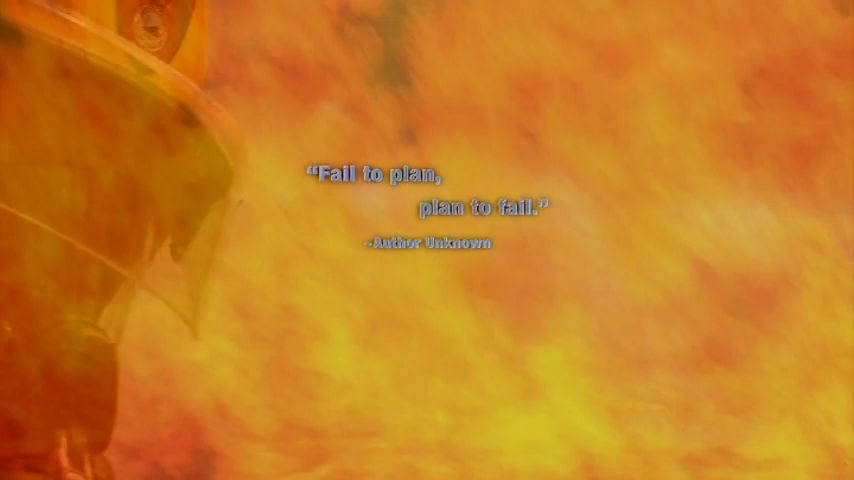 “Fail to plan,
plan to fail.”
--Author Unknown